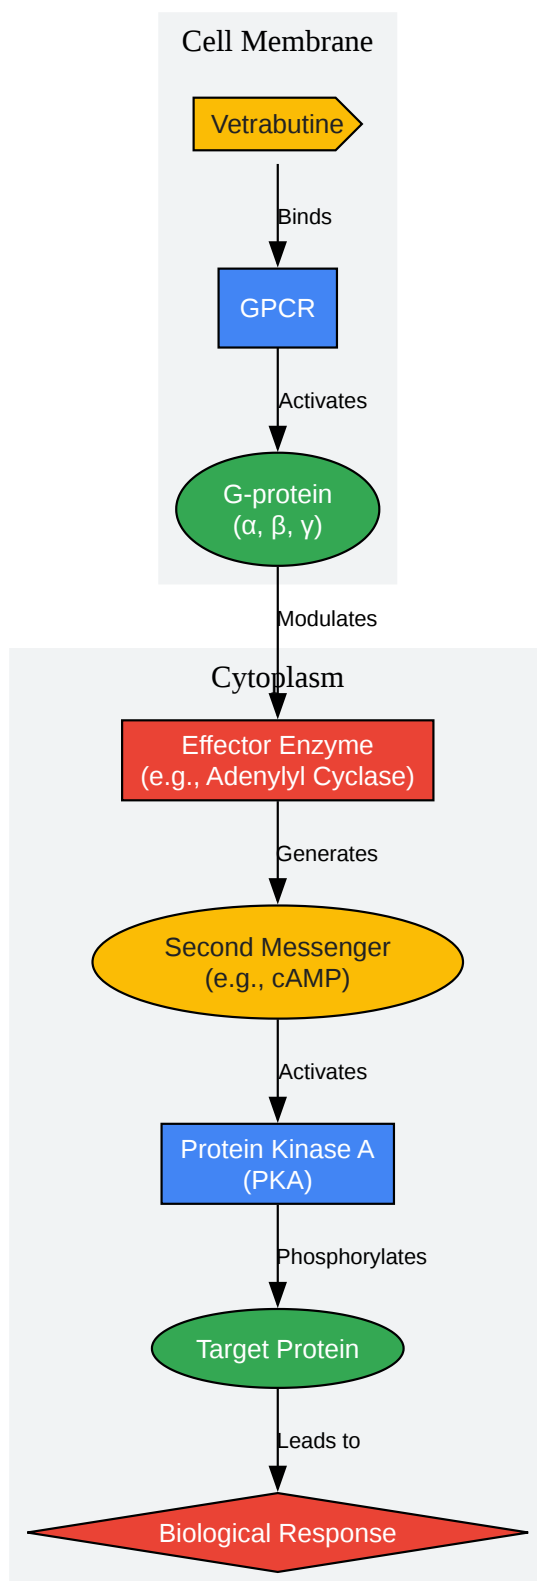 Cell Membrane
Vetrabutine
Binds
GPCR
Activates
G-protein
(α, β, γ)
Modulates
Cytoplasm
Effector Enzyme
(e.g., Adenylyl Cyclase)
Generates
Second Messenger
(e.g., cAMP)
Activates
Protein Kinase A
(PKA)
Phosphorylates
Target Protein
Leads to
Biological Response